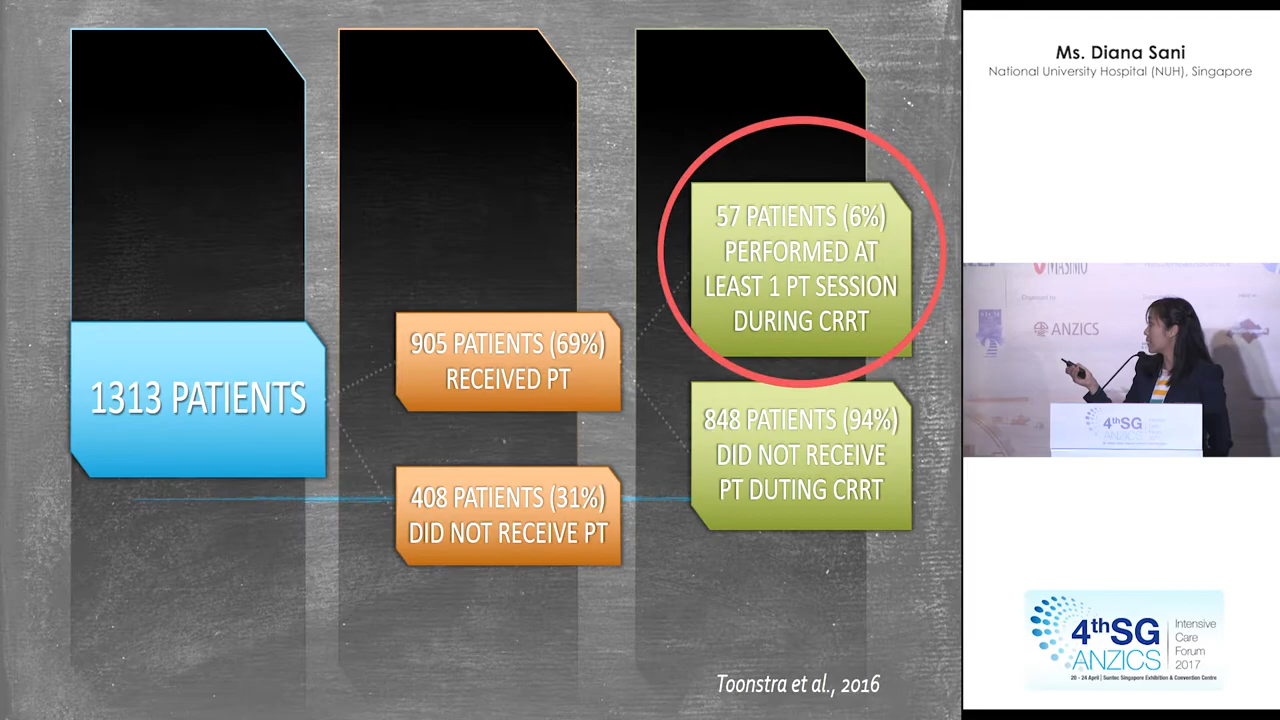 1313 PATIENTS
905 PATIENTS (69%)
RECEIVED PT
408 PATIENTS (31%)
DID NOT RECEIVE PT
57 PATIENTS (6%)
PERFORMED AT
LEAST 1 PT SESSION
DURING CRRT
848 PATIENTS (94%)
DID NOT RECEIVE
PT DUTING CRRT
Toonstra et al., 2016
Ms. Diana Sani
National University Hospital (NUH), Singapore
MASIMO
ANZICS
4thSG
ANZICS
4thSG
ANZICS
Intensive
Care
Forum
2017
20 - 24 April | Suntec Singapore Exhibition & Convention Centre